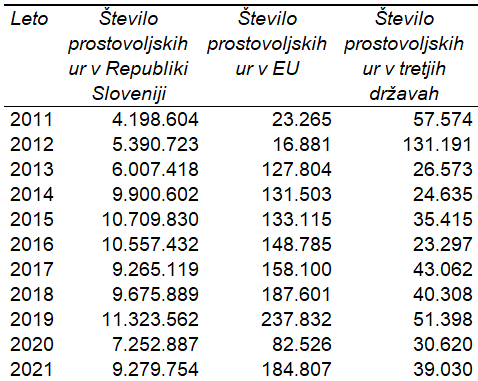 Leto Število Število Število
prostovoljskih prostovoljskih prostovoljskih
ur v Republiki ur v EU ur v tretjih
Sloveniji državah
2011 4.198.604 23.265 57.574
2012 5.390.723 16.881 131.191
2013 6.007.418 127.804 26.573
2014 9.900.602 131.503 24.635
2015 10.709.830 133.115 35.415
2016 10.557.432 148.785 23.297
2017 9.265.119 158.100 43.062
2018 9.675.889 187.601 40.308
2019 11.323.562 237.832 51.398
2020 7.252.887 82.526 30.620
2021 9.279.754 184.807 39.030